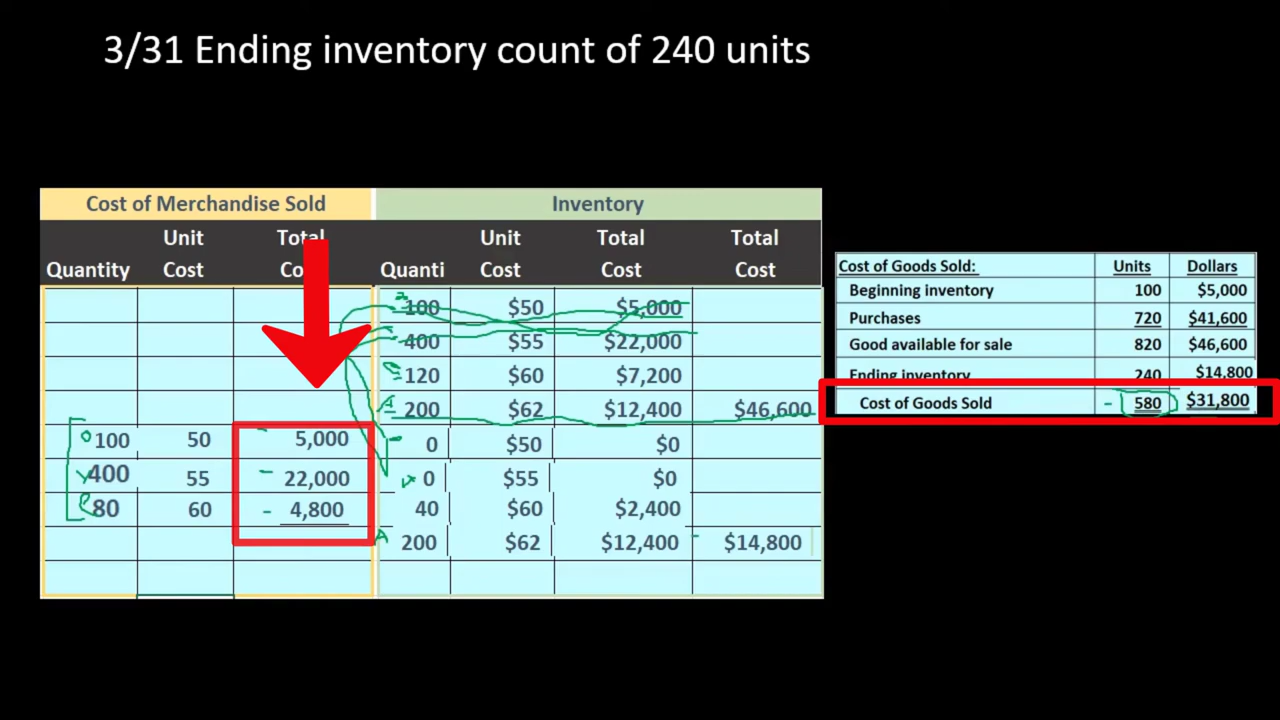 3/31 Ending inventory count of 240 units
Cost of Merchandise Sold Inventory
Unit Total Unit Total Total
Quantity Cost Co Quanti Cost Cost Cost
100 $50 $5,000
400 $55 $22,000
120 $60 $7,200
200 $62 $12,400 $46,600
100 50 5,000 0 $50 $0
400 55 22,000 0 $55 $0
80 60 4,800 40 $60 $2,400
200 $62 $12,400 $14,800
Cost of Goods Sold: Units Dollars
Beginning inventory 100 $5,000
Purchases 720 $41,600
Good available for sale 820 $46,600
Ending inventory 240 $14,800
Cost of Goods Sold 580 $31,800